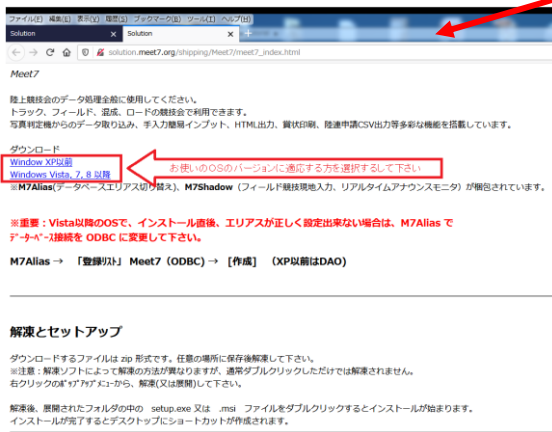 ファイル(F) 編集(E) 表示(V) 履歴(S) ブックマーク(B) ツール(T) ヘルプ(H)
Solution × Solution ×
solution.meet7.org/shipping/Meet7/meet7_index.html
Meet7
陸上競技会のデータ処理全般に使用してください。
トラック、フィールド、混成、ロードの競技会で利用できます。
写真判定機からのデータ取り込み、手入力簡易インプット、HTML出力、賞状印刷、陸連申請CSV出力等多彩な機能を搭載しています。
ダウンロード
Window XP以前
Windows Vista, 7, 8 以降
お使いのOSのバージョンに適応する方を選択するして下さい
※M7Alias(データベースエリアス切り替え)、M7Shadow（フィールド競技現地入力、リアルタイムアナウンスモニタ）が梱包されています。
※重要：Vista以降のOSで、インストール直後、エリアスが正しく設定出来ない場合は、M7Alias で
ﾃﾞｰﾀﾍﾞｰｽ接続を ODBC に変更して下さい。
M7Alias → 「登録ﾘｽﾄ」 Meet7（ODBC) → [作成] （XP以前はDAO)
解凍とセットアップ
ダウンロードするファイルは zip 形式です。任意の場所に保存後解凍して下さい。
※注意：解凍ソフトによって解凍の方法が異なりますが、通常ダブルクリックしただけでは解凍されません。
右クリックのﾎﾟｯﾌﾟｱｯﾌﾟﾒﾆｭｰから、解凍(又は展開)して下さい。
解凍後、展開されたフォルダの中の setup.exe 又は .msi ファイルをダブルクリックするとインストールが始まります。
インストールが完了するとデスクトップにショートカットが作成されます。